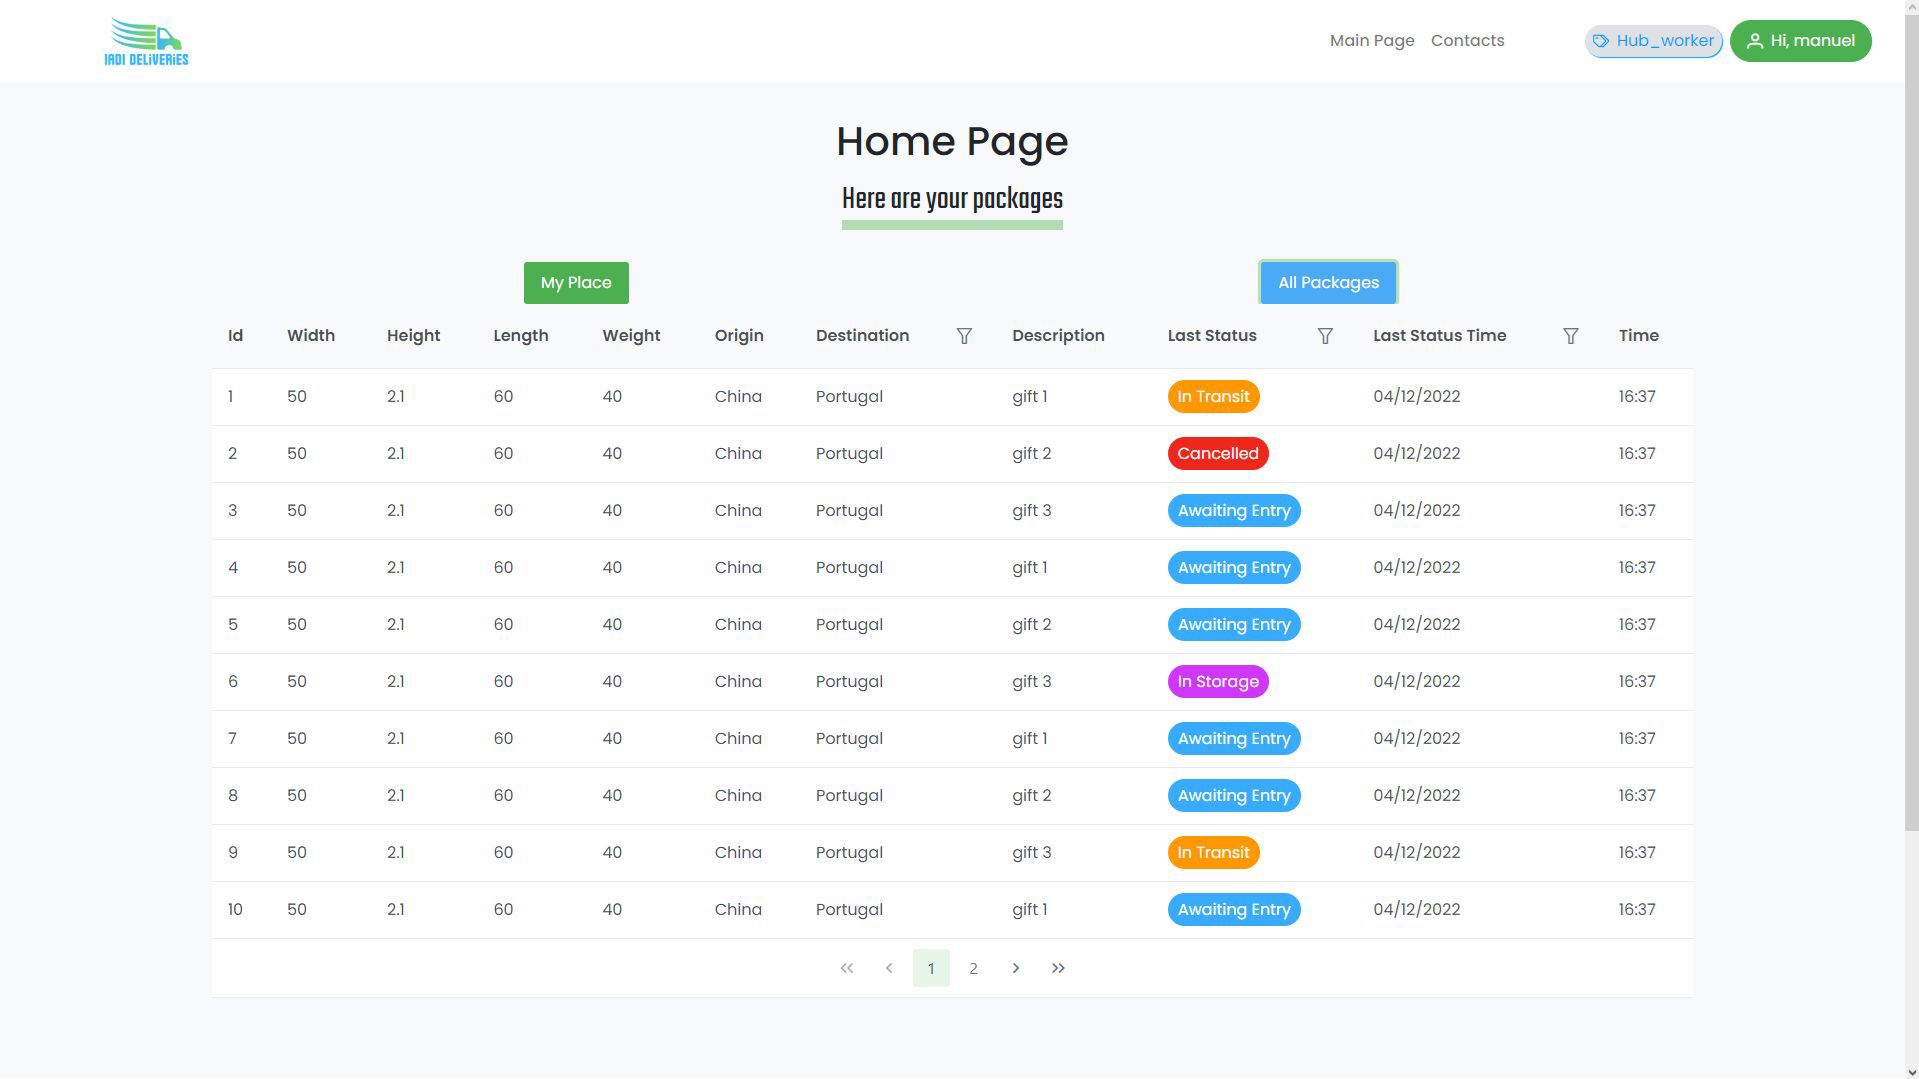 IADI DELIVERIES
Main Page Contacts Hub_worker Hi, manuel
Home Page
Here are your packages
My Place All Packages
Id Width Height Length Weight Origin Destination Description Last Status Last Status Time Time
1 50 2.1 60 40 China Portugal gift 1 In Transit 04/12/2022 16:37
2 50 2.1 60 40 China Portugal gift 2 Cancelled 04/12/2022 16:37
3 50 2.1 60 40 China Portugal gift 3 Awaiting Entry 04/12/2022 16:37
4 50 2.1 60 40 China Portugal gift 1 Awaiting Entry 04/12/2022 16:37
5 50 2.1 60 40 China Portugal gift 2 Awaiting Entry 04/12/2022 16:37
6 50 2.1 60 40 China Portugal gift 3 In Storage 04/12/2022 16:37
7 50 2.1 60 40 China Portugal gift 1 Awaiting Entry 04/12/2022 16:37
8 50 2.1 60 40 China Portugal gift 2 Awaiting Entry 04/12/2022 16:37
9 50 2.1 60 40 China Portugal gift 3 In Transit 04/12/2022 16:37
10 50 2.1 60 40 China Portugal gift 1 Awaiting Entry 04/12/2022 16:37
1 2